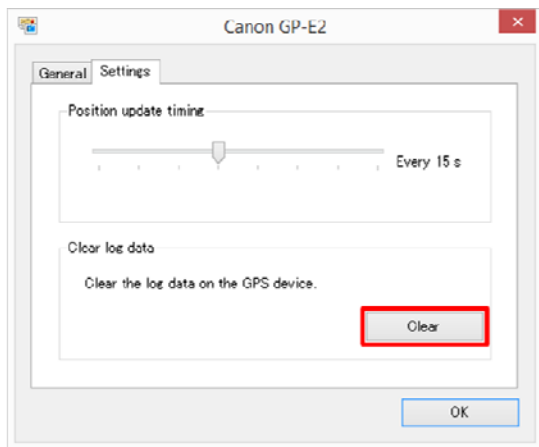 Canon GP-E2
General Settings
Position update timing
Every 15 s
Clear log data
Clear the log data on the GPS device.
Clear
OK